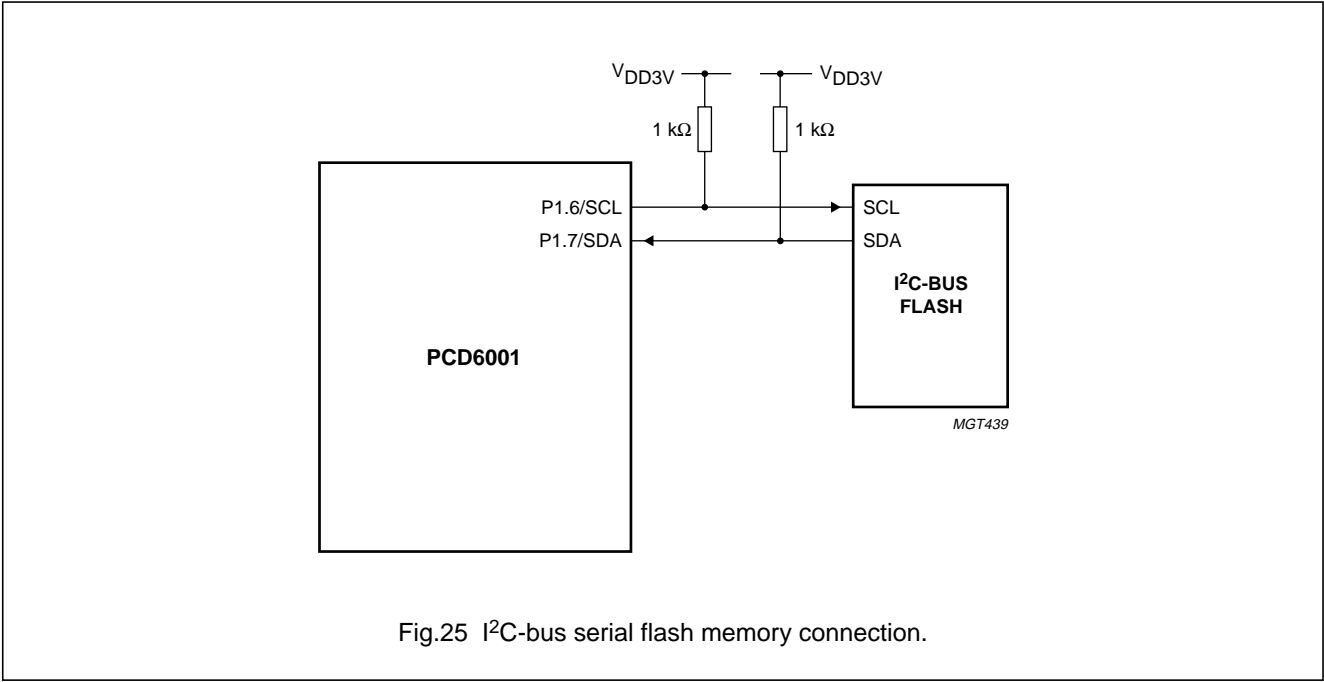 VDD3V VDD3V
1 kΩ 1 kΩ
P1.6/SCL SCL
P1.7/SDA SDA
I²C-BUS
FLASH
PCD6001
MGT439
Fig.25 I²C-bus serial flash memory connection.